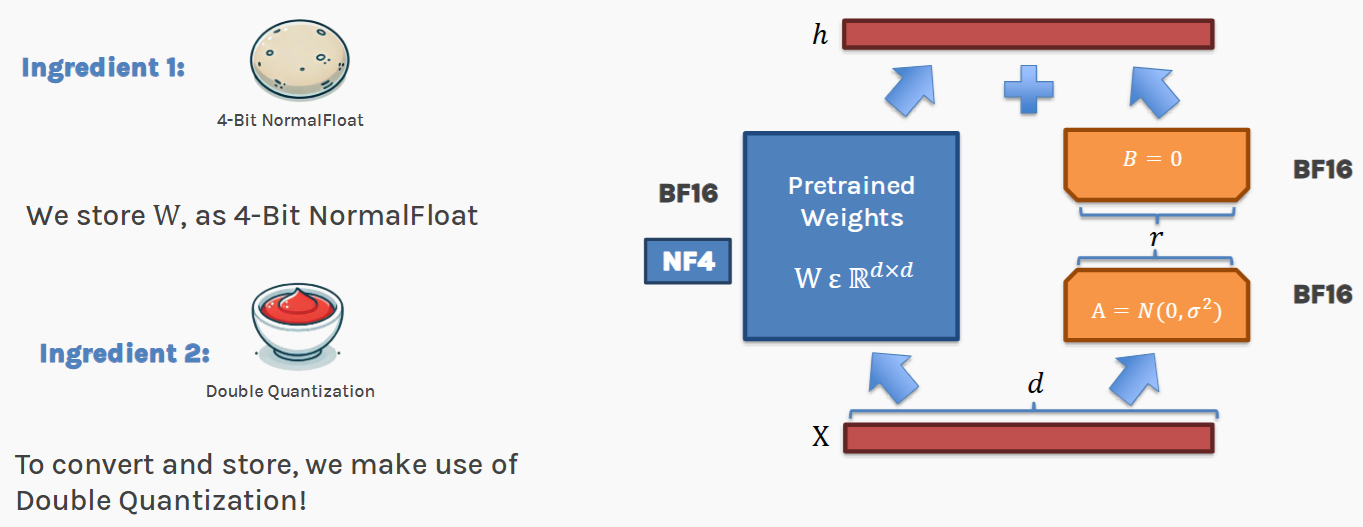 Ingredient 1:
4-Bit NormalFloat
We store W, as 4-Bit NormalFloat
Ingredient 2:
Double Quantization
To convert and store, we make use of
Double Quantization!
h
BF16
NF4
Pretrained
Weights
W ε ℝ^{d×d}
B = 0
BF16
r
A = N(0, σ²)
BF16
d
X